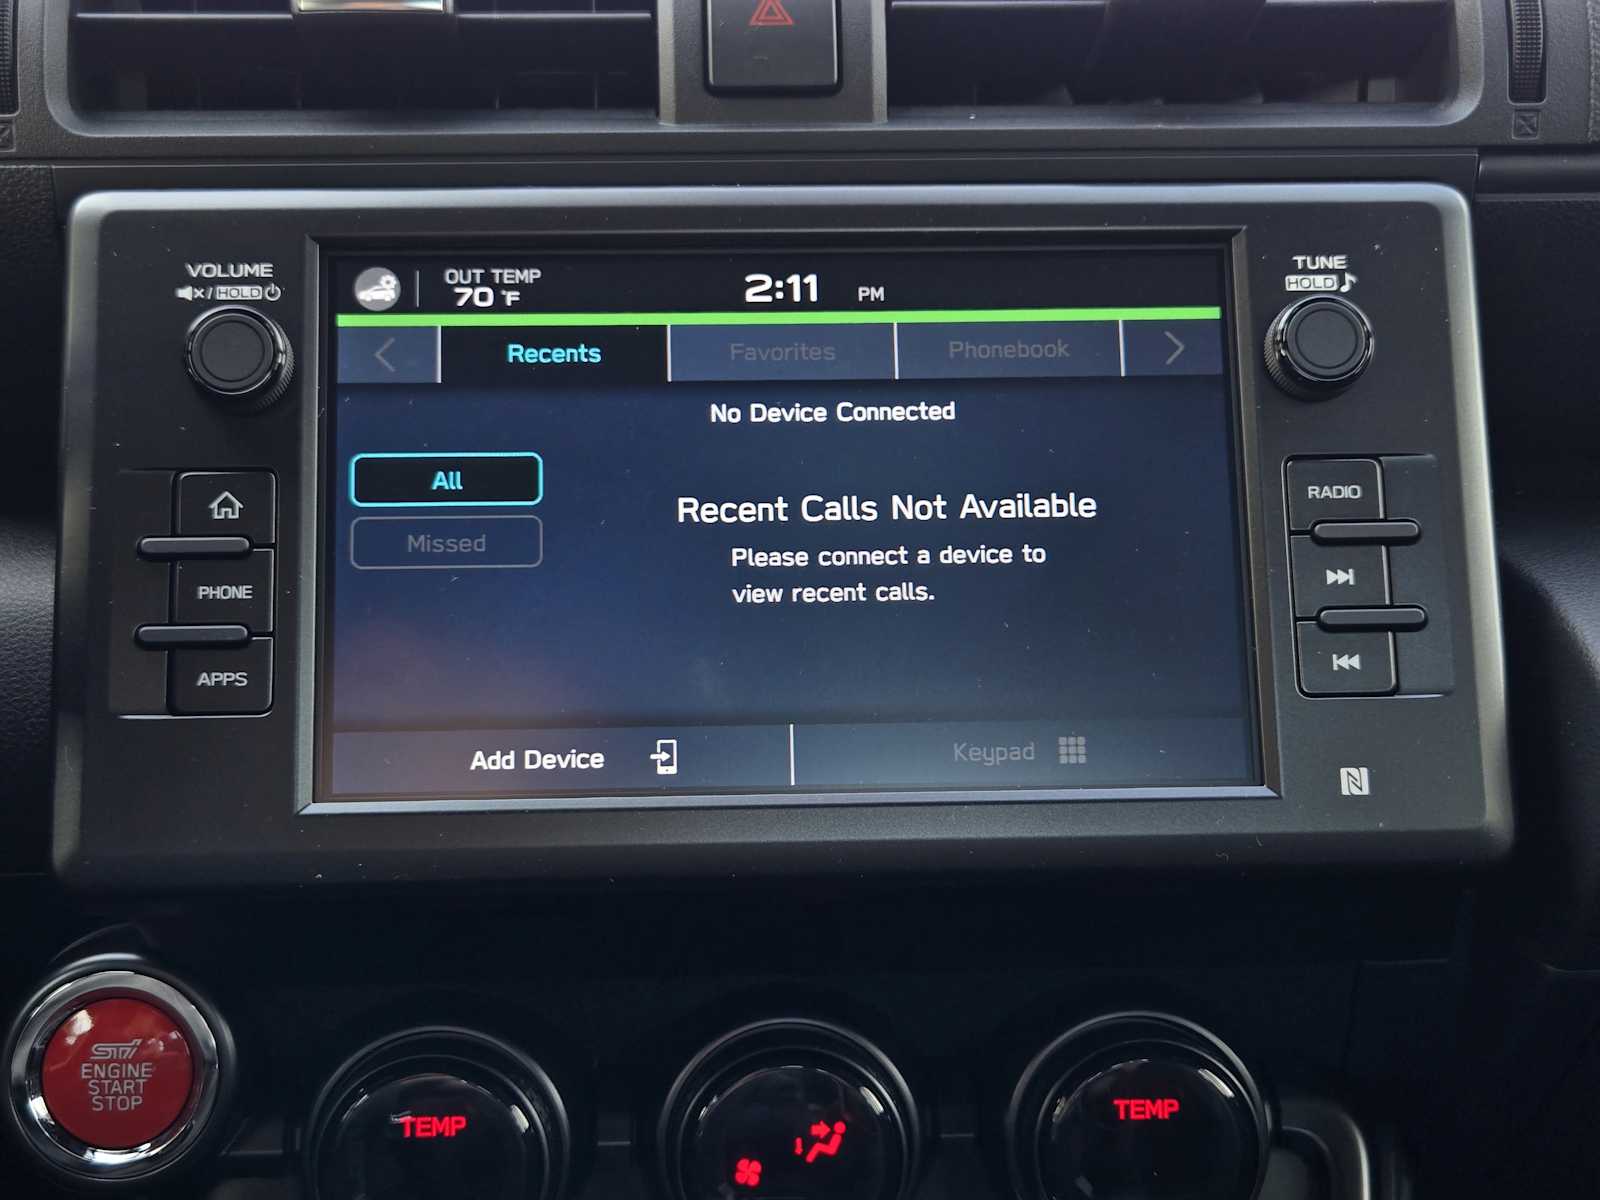 VOLUME
/ HOLD
OUT TEMP
70 °F
2:11 PM
TUNE
HOLD
Recents
Favorites
Phonebook
No Device Connected
All
Missed
Recent Calls Not Available
Please connect a device to
view recent calls.
PHONE
APPS
RADIO
Add Device
Keypad
N
STI
ENGINE
START
STOP
TEMP
TEMP